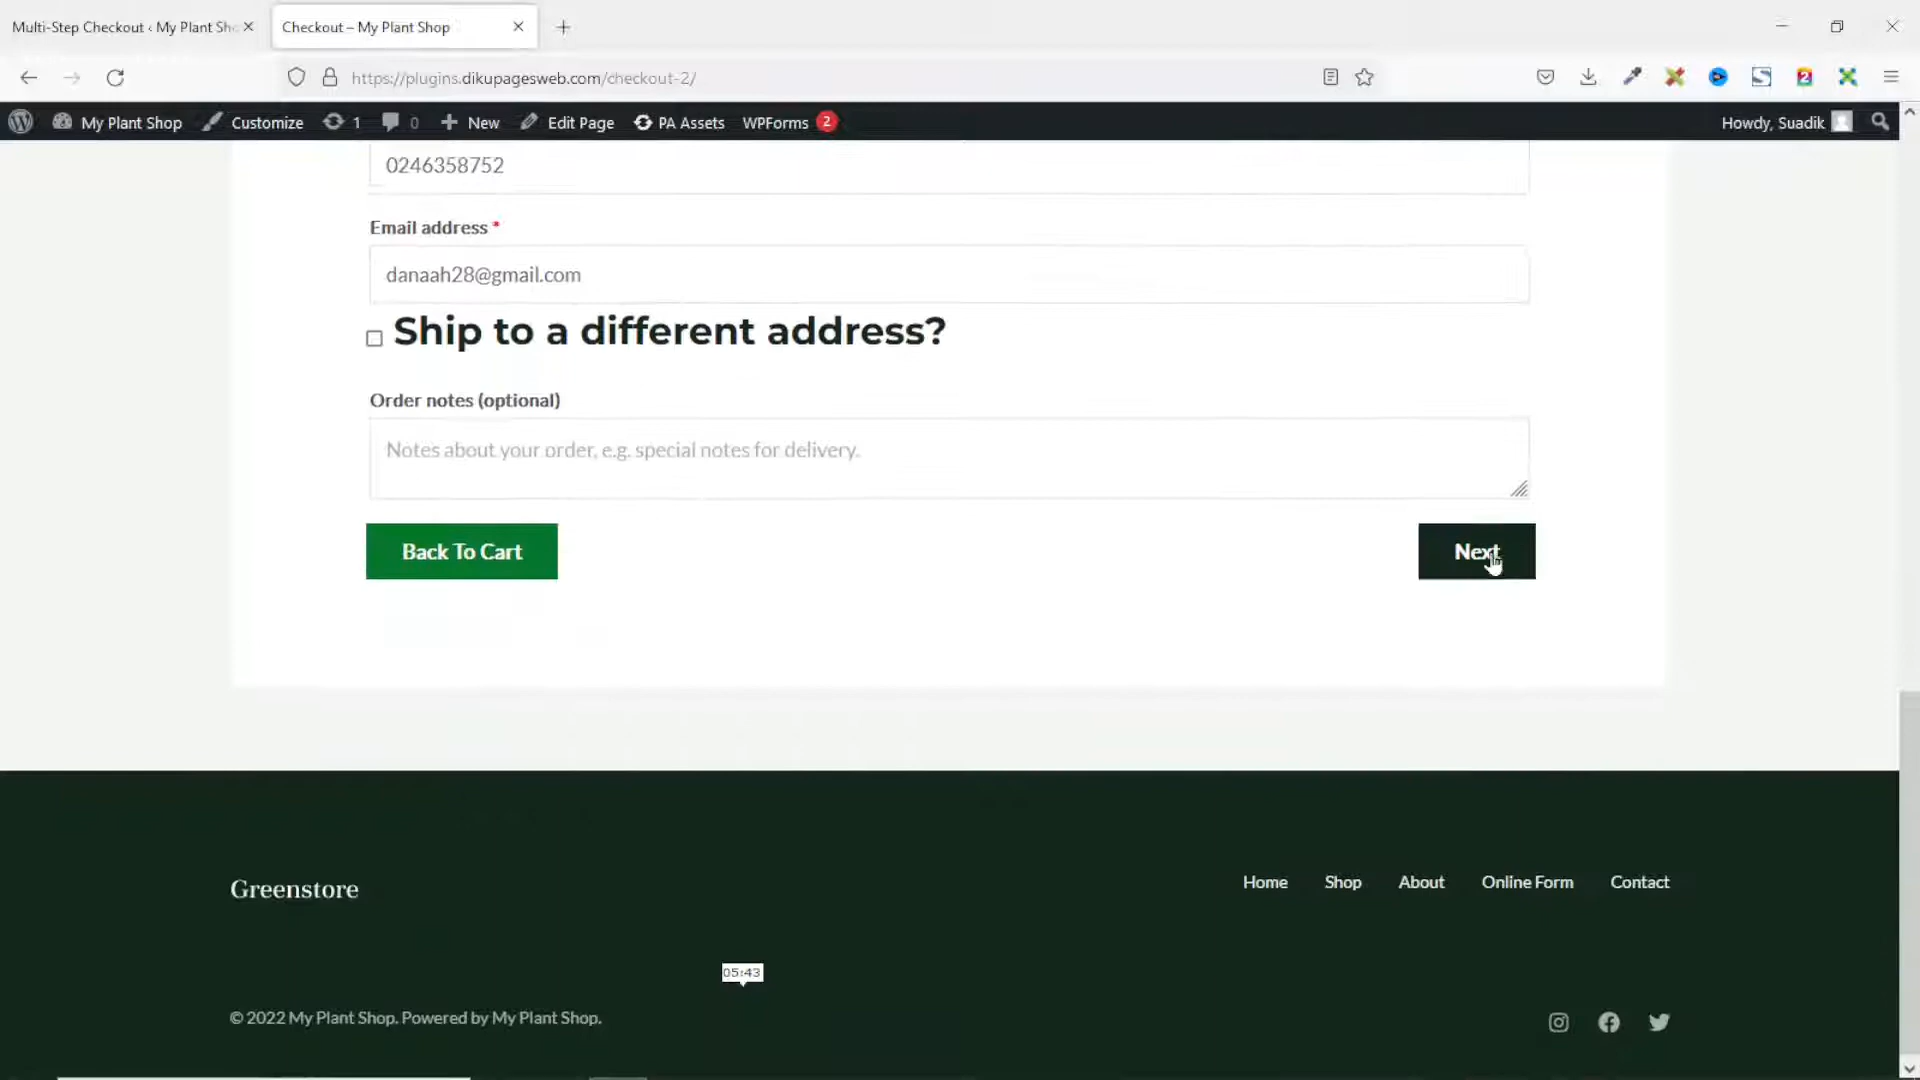 Multi-Step Checkout ‹ My Plant Sh
Checkout – My Plant Shop
https://plugins.dikupagesweb.com/checkout-2/
My Plant Shop
Customize
1
0
New
Edit Page
PA Assets
WPForms
2
Howdy, Suadik
0246358752
Email address *
danaah28@gmail.com
Ship to a different address?
Order notes (optional)
Notes about your order, e.g. special notes for delivery.
Back To Cart
Next
Greenstore
Home
Shop
About
Online Form
Contact
05:43
© 2022 My Plant Shop. Powered by My Plant Shop.